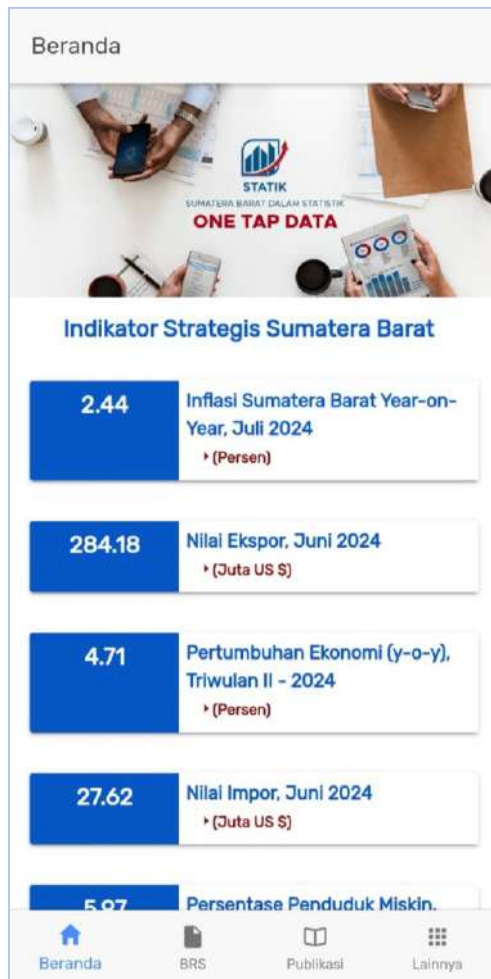 Beranda
STATIK
SUMATERA BARAT DALAM STATISTIK
ONE TAP DATA
Indikator Strategis Sumatera Barat
2.44
Inflasi Sumatera Barat Year-on-
Year, Juli 2024
(Persen)
284.18
Nilai Ekspor, Juni 2024
(Juta US $)
4.71
Pertumbuhan Ekonomi (y-o-y),
Triwulan II - 2024
(Persen)
27.62
Nilai Impor, Juni 2024
(Juta US $)
5.97
Persentase Penduduk Miskin,
Beranda
BRS
Publikasi
Lainnya